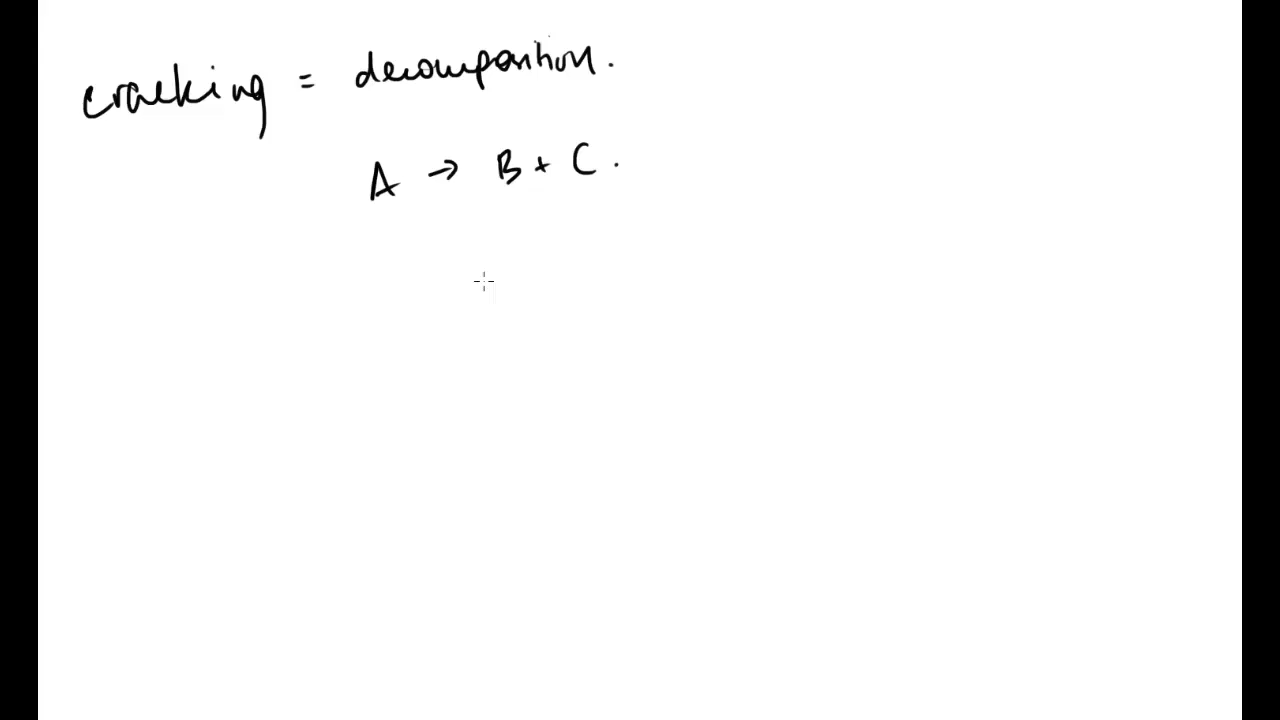 cracking = decomposition.
A → B + C.